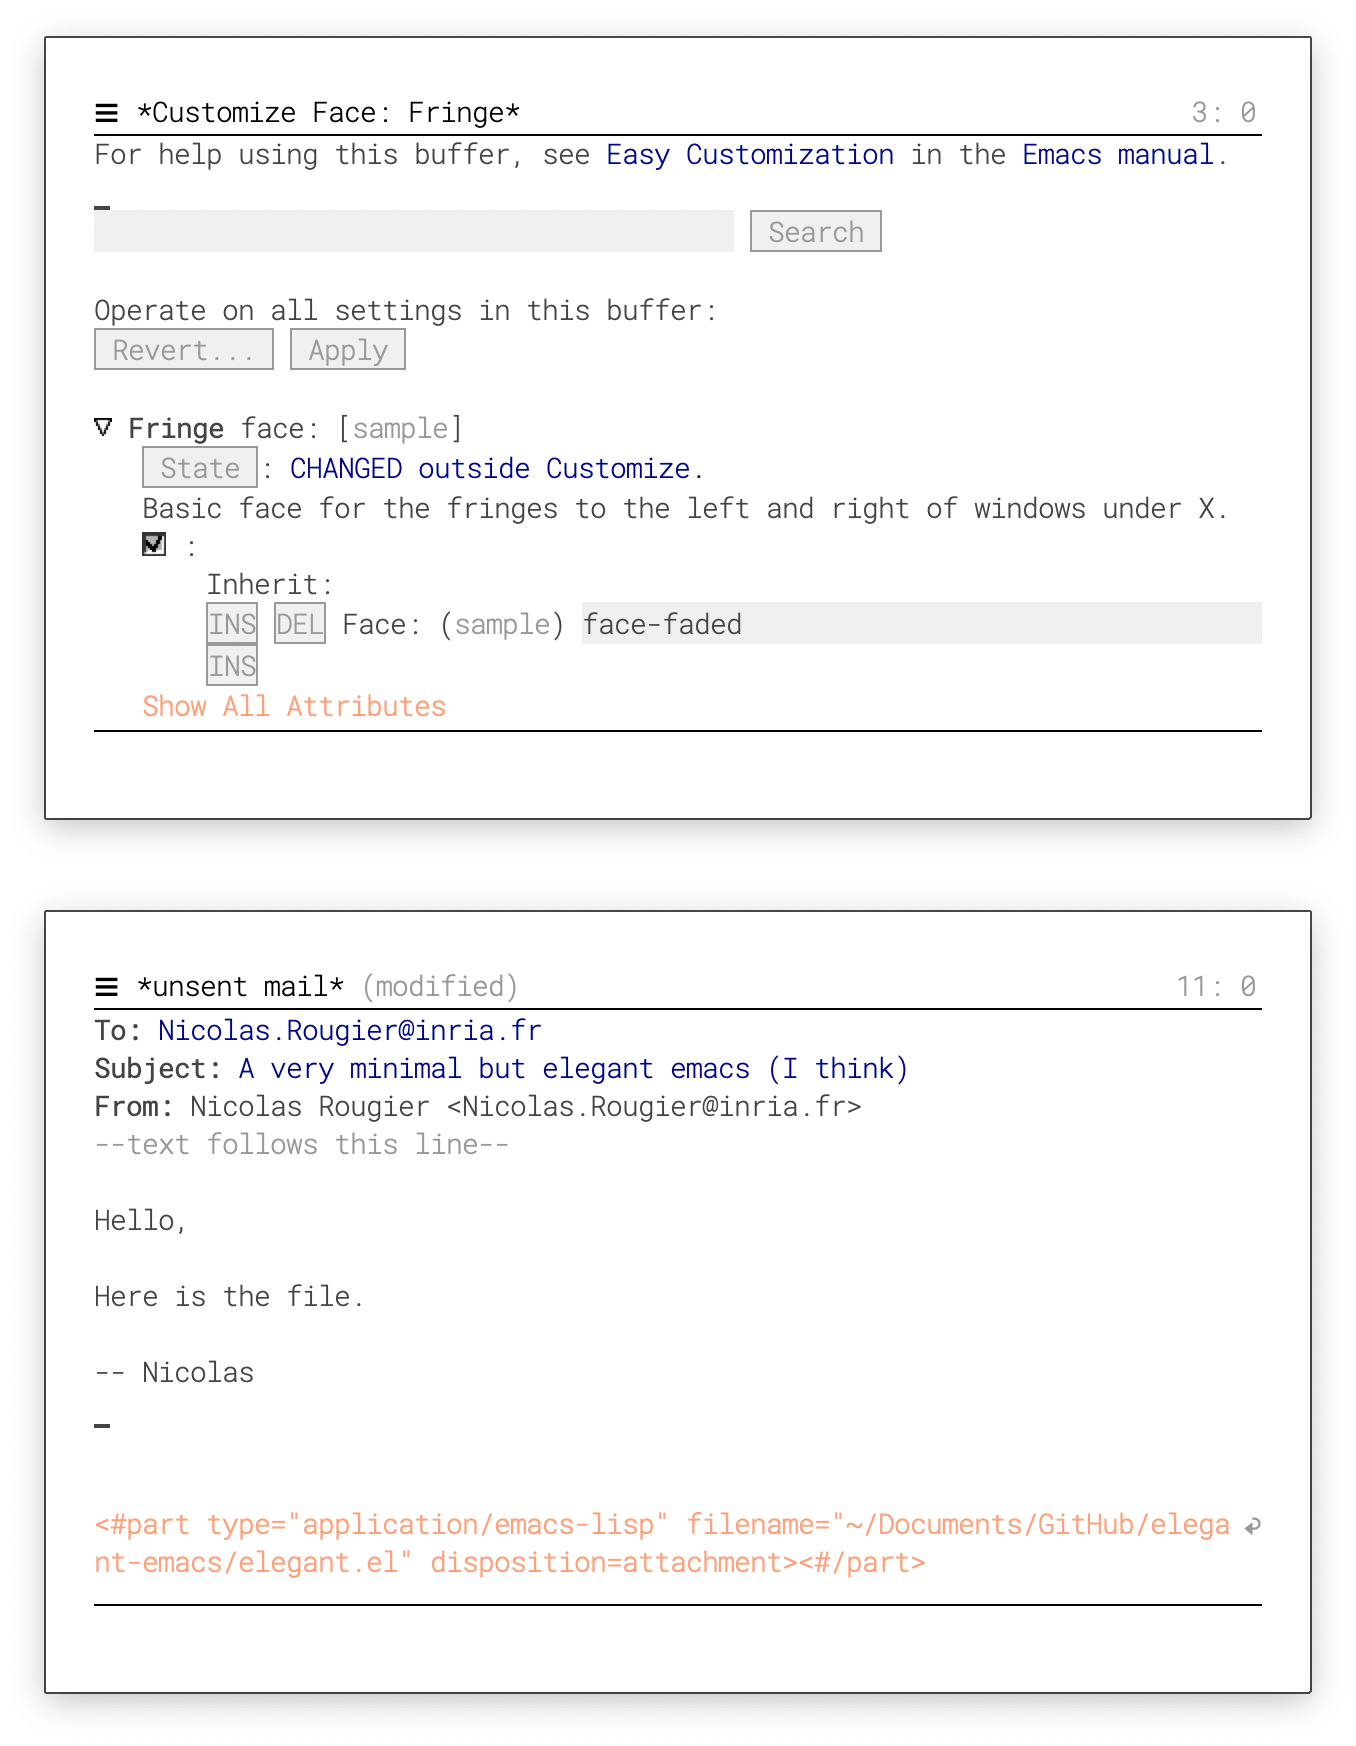 *Customize Face: Fringe* 3: 0
For help using this buffer, see Easy Customization in the Emacs manual.
Search
Operate on all settings in this buffer:
Revert... Apply
Fringe face: [sample]
State : CHANGED outside Customize.
Basic face for the fringes to the left and right of windows under X.
:
Inherit:
INS DEL Face: (sample) face-faded
INS
Show All Attributes
*unsent mail* (modified) 11: 0
To: Nicolas.Rougier@inria.fr
Subject: A very minimal but elegant emacs (I think)
From: Nicolas Rougier <Nicolas.Rougier@inria.fr>
--text follows this line--
Hello,
Here is the file.
-- Nicolas
<#part type="application/emacs-lisp" filename="~/Documents/GitHub/elega
nt-emacs/elegant.el" disposition=attachment><#/part>